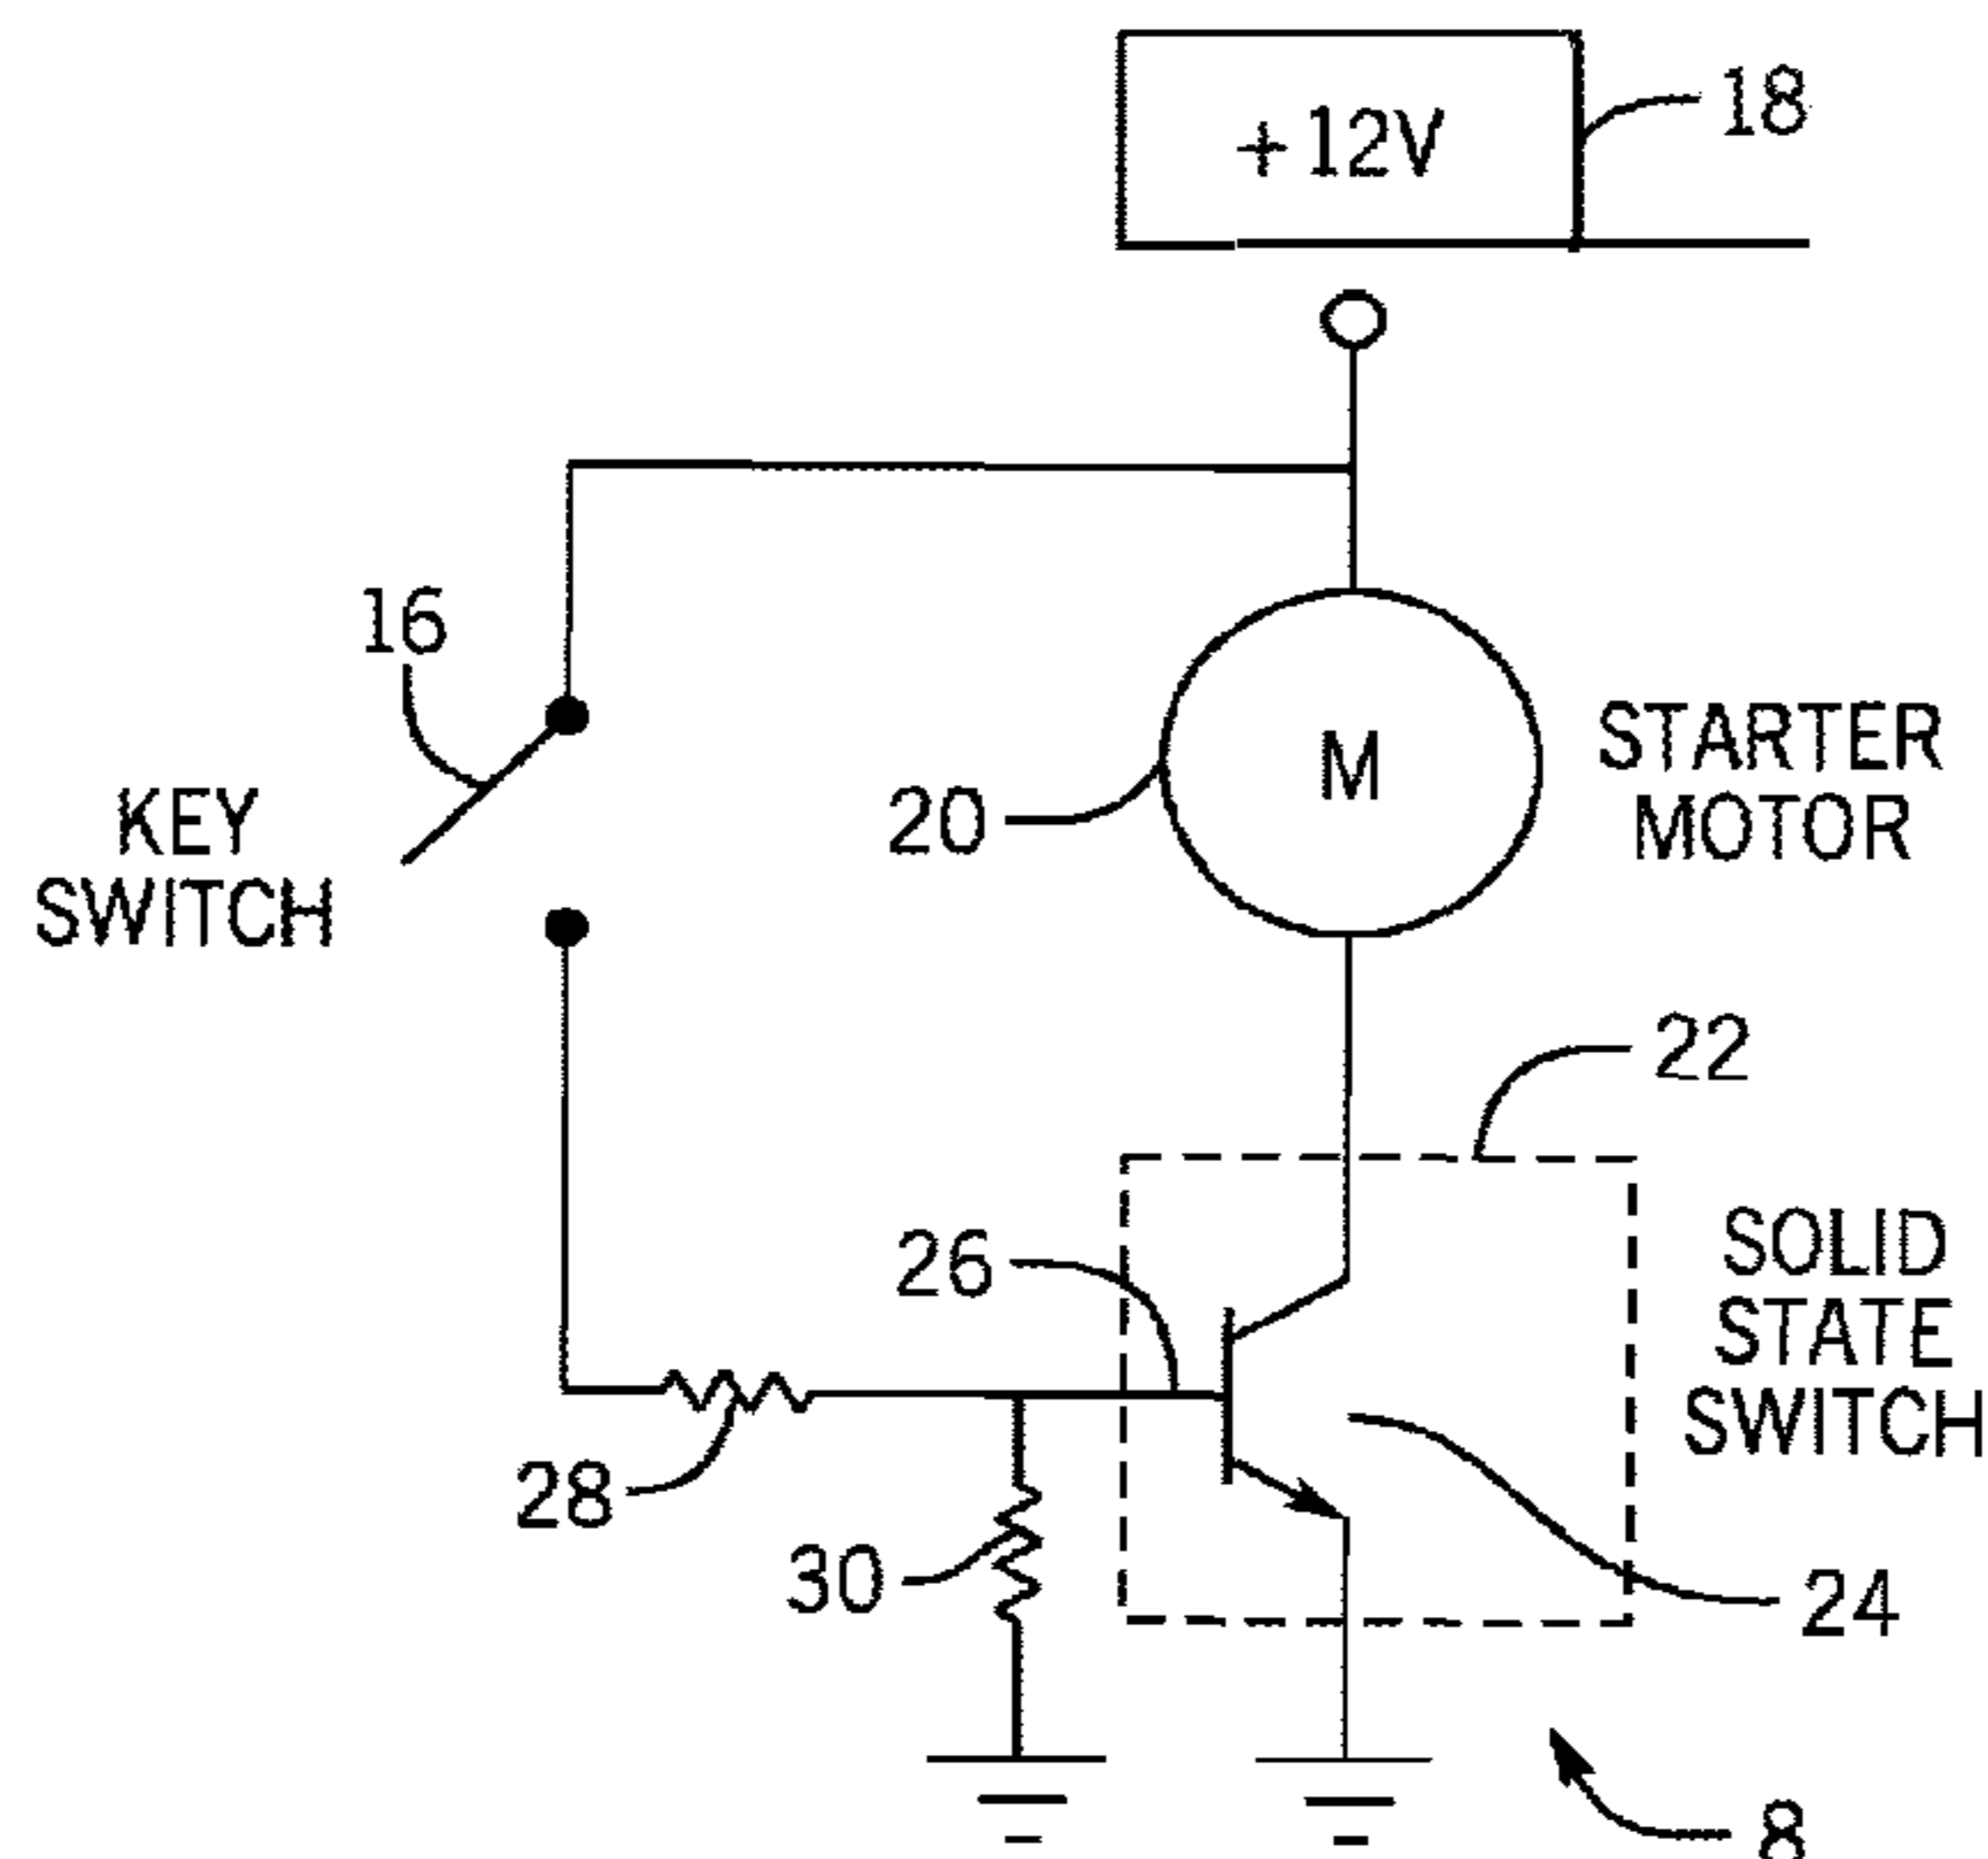 +12V
18
16
KEY
SWITCH
20
M
STARTER
MOTOR
22
26
SOLID
STATE
SWITCH
28
30
24
8